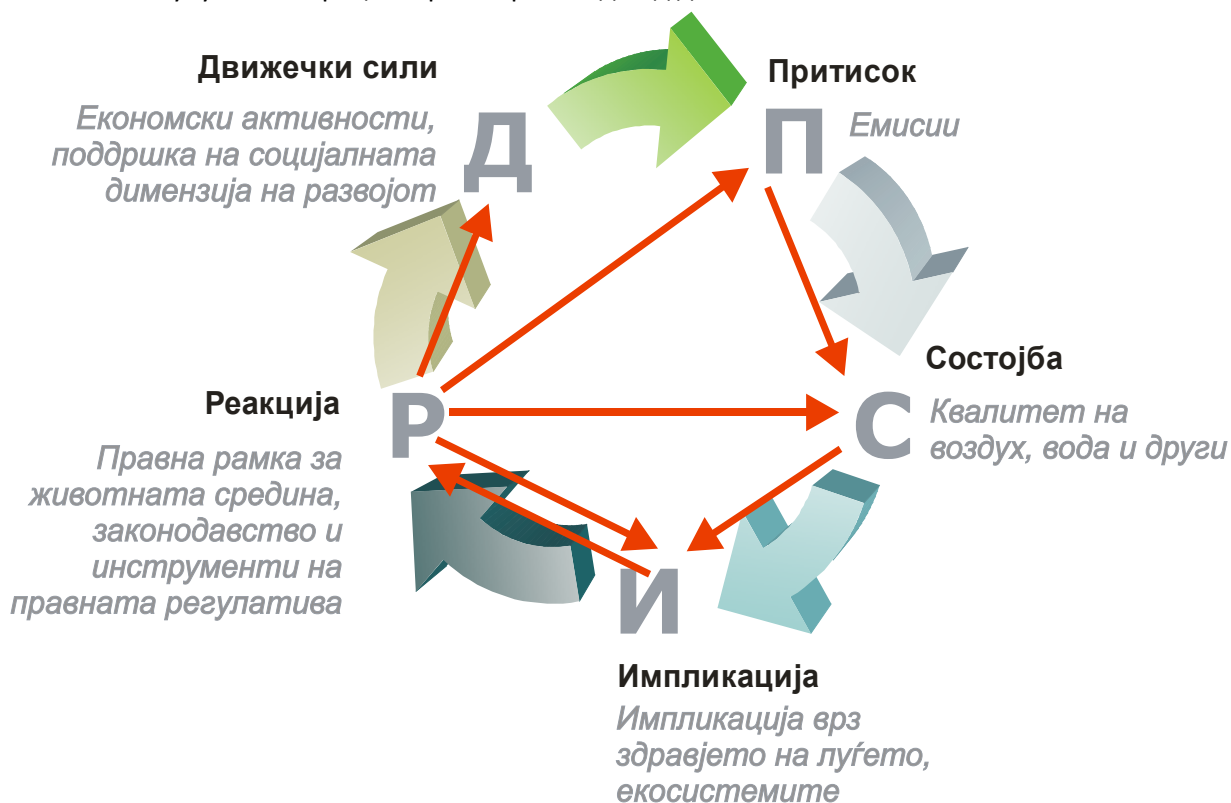 Движечки сили
Економски активности,
поддршка на социјалната
димензија на развојот
Д
Притисок
П
Емисии
Состојба
С
Квалитет на
воздух, вода и други
Реакција
Р
Правна рамка за
животната средина,
законодавство и
инструменти на
правната регулатива
И
Импликација
Импликација врз
здравјето на луѓето,
екосистемите